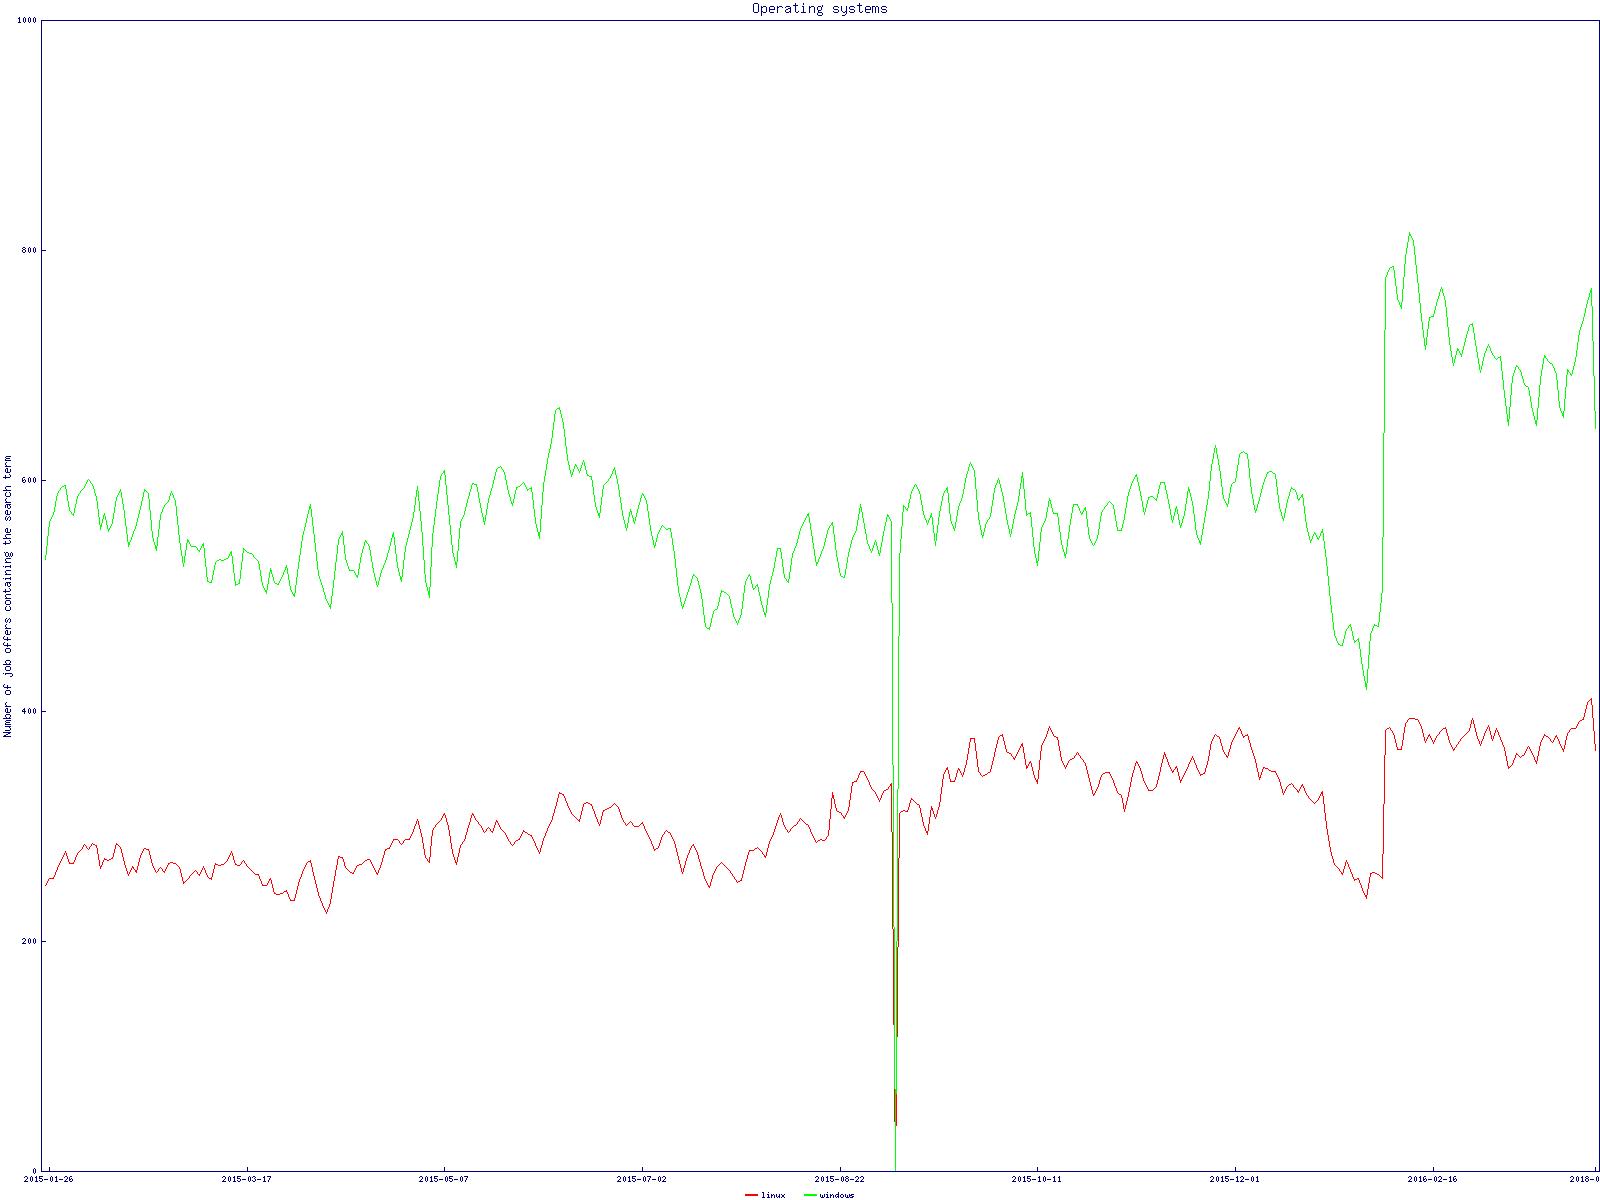 Operating systems
Number of job offers containing the search term
1000
800
600
400
200
0
2015-01-26 2015-03-17 2015-05-07 2015-07-02 2015-08-22 2015-10-11 2015-12-01 2016-02-16 2018-0
linux windows